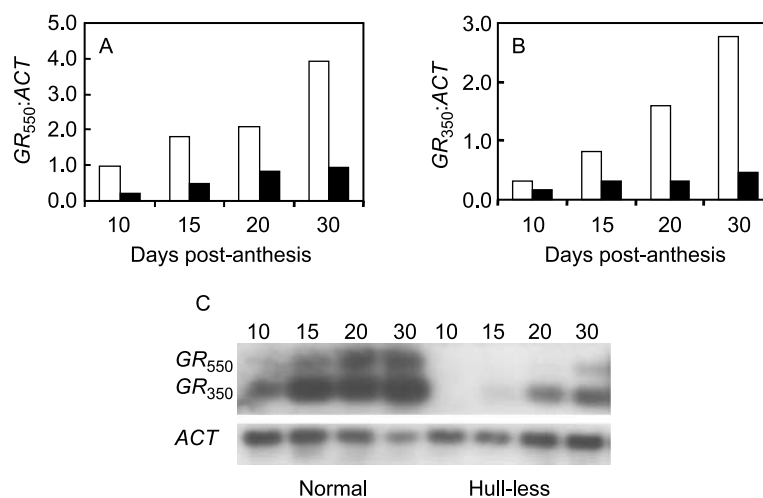 A
GR550:ACT
5.0
4.0
3.0
2.0
1.0
0.0
10 15 20 30
Days post-anthesis
B
GR350:ACT
3.0
2.0
1.0
0.0
10 15 20 30
Days post-anthesis
C
10 15 20 30 10 15 20 30
GR550
GR350
ACT
Normal Hull-less